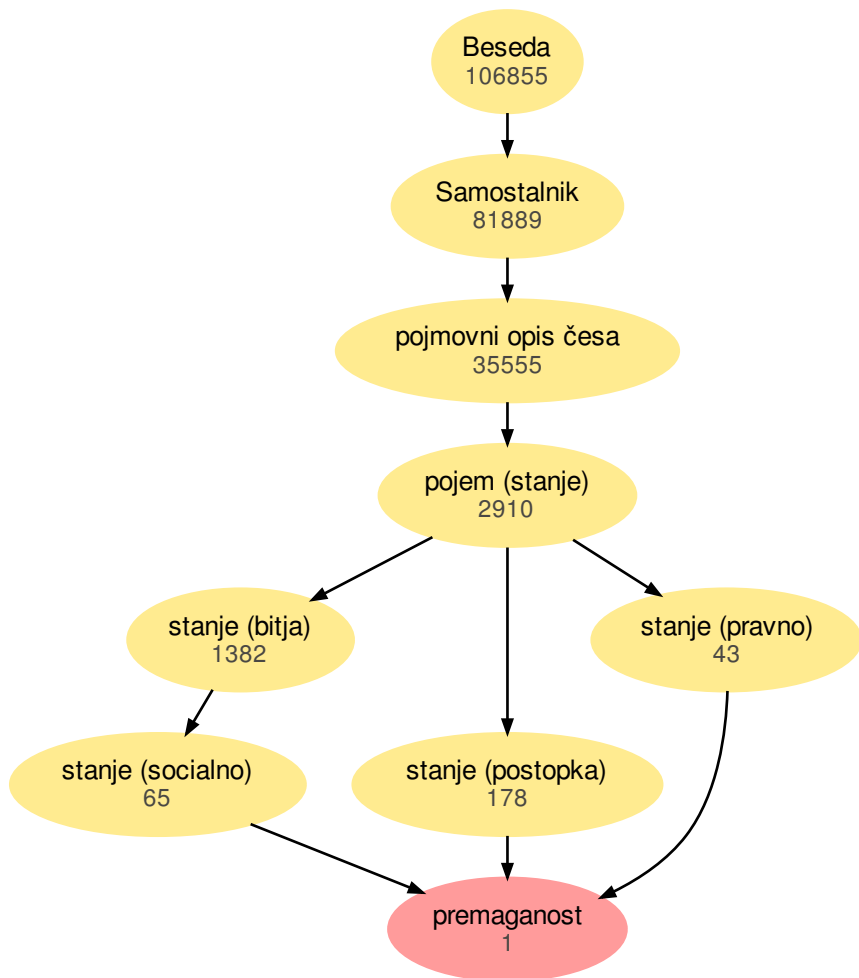 Beseda
106855
Samostalnik
81889
pojmovni opis česa
35555
pojem (stanje)
2910
stanje (bitja)
1382
stanje (pravno)
43
stanje (socialno)
65
stanje (postopka)
178
premaganost
1